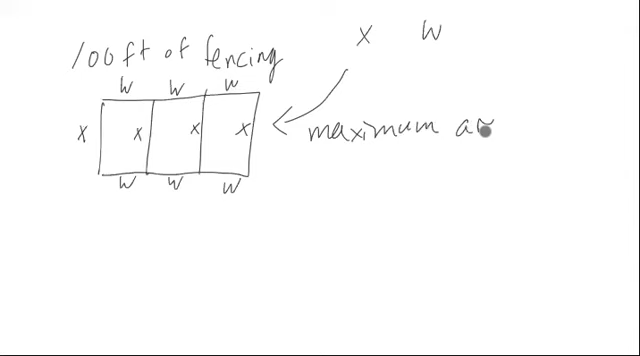 x w
100 ft of fencing
w w w
x x x x
maximum
w w w